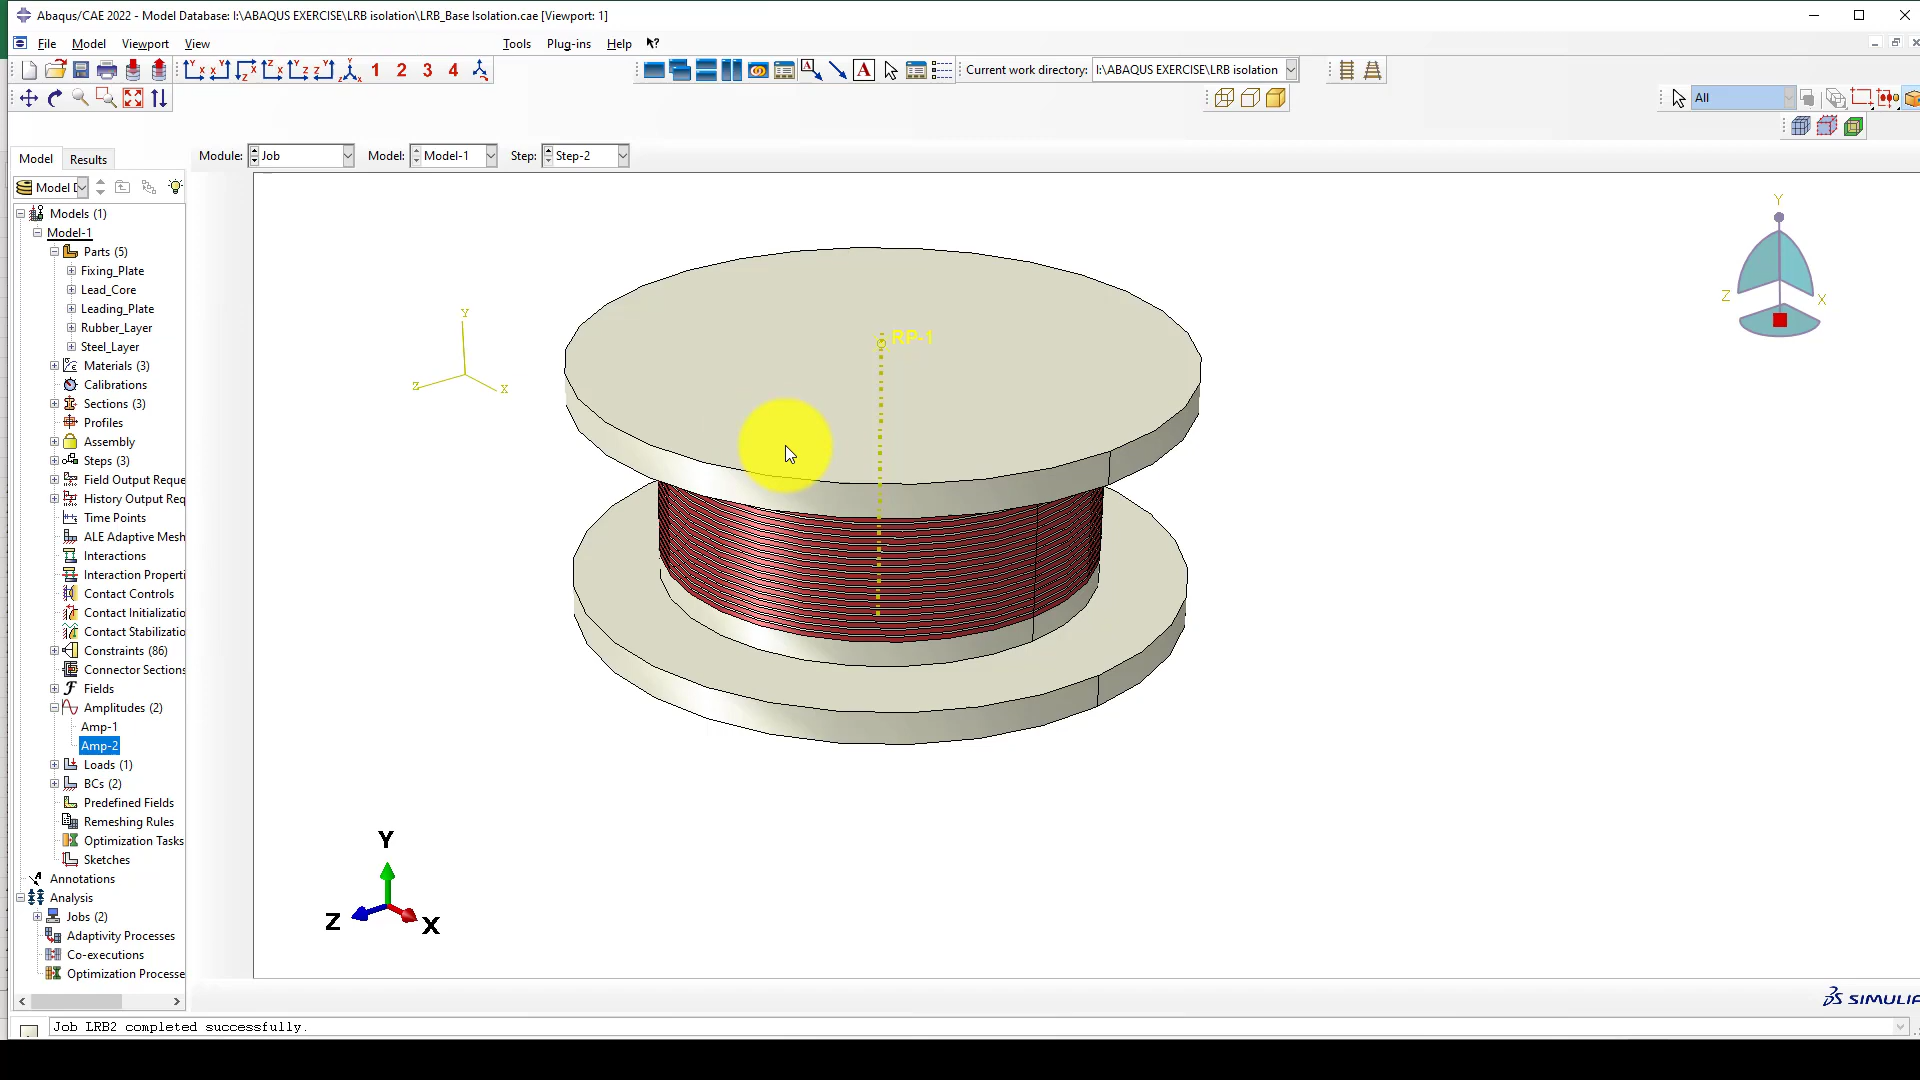 Abaqus/CAE 2022 - Model Database: I:\ABAQUS EXERCISE\LRB isolation\LRB_Base Isolation.cae [Viewport: 1]
File Model Viewport View Tools Plug-ins Help
1 2 3 4
Current work directory: I:\ABAQUS EXERCISE\LRB isolation
All
Model Results
Module: Job Model: Model-1 Step: Step-2
Model D
Models (1)
Model-1
Parts (5)
Fixing_Plate
Lead_Core
Leading_Plate
Rubber_Layer
Steel_Layer
Materials (3)
Calibrations
Sections (3)
Profiles
Assembly
Steps (3)
Field Output Reque
History Output Req
Time Points
ALE Adaptive Mesh
Interactions
Interaction Properti
Contact Controls
Contact Initializatio
Contact Stabilizatio
Constraints (86)
Connector Sections
Fields
Amplitudes (2)
Amp-1
Amp-2
Loads (1)
BCs (2)
Predefined Fields
Remeshing Rules
Optimization Tasks
Sketches
Annotations
Analysis
Jobs (2)
Adaptivity Processes
Co-executions
Optimization Processe
Y
Z X
RP-1
Y
Z X
Y
Z X
SIMULIA
Job LRB2 completed successfully.